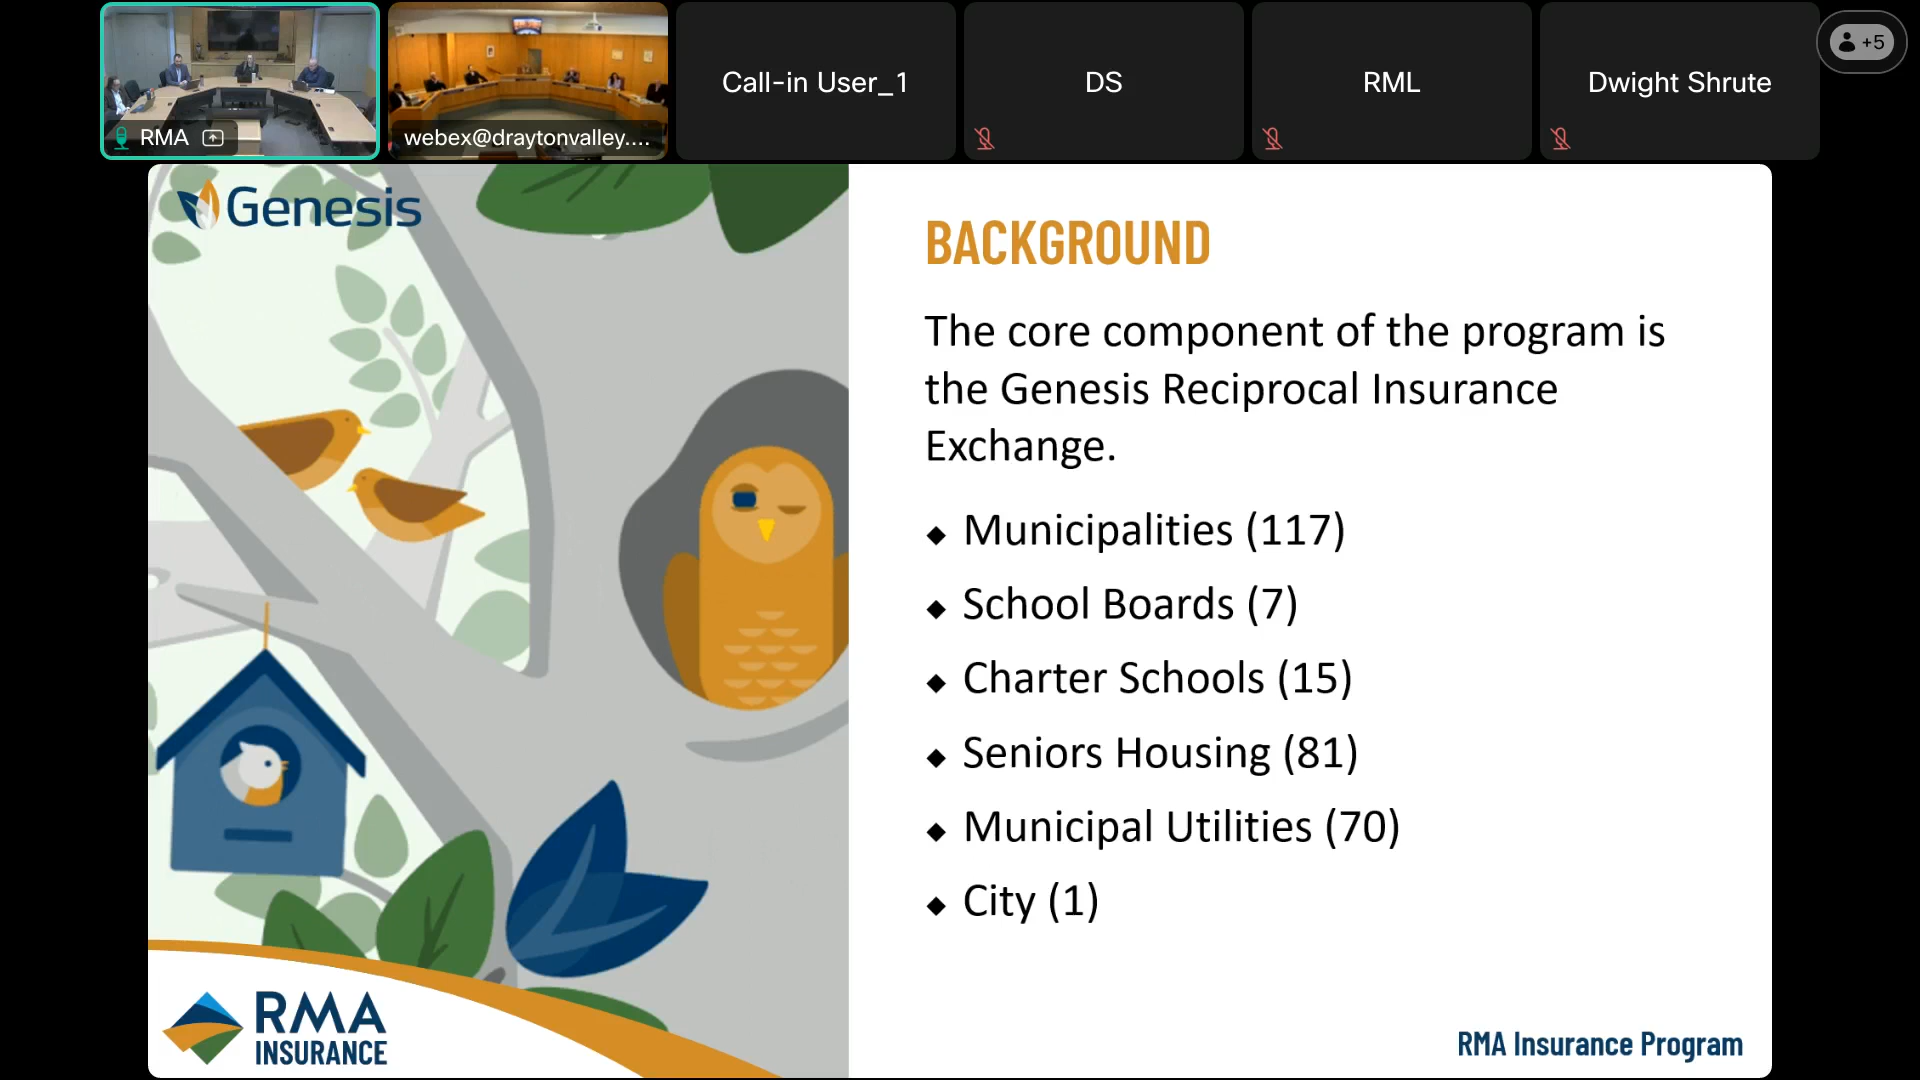 RMA
webex@draytonvalley....
Call-in User_1
DS
RML
Dwight Shrute
+5
Genesis
BACKGROUND
The core component of the program is
the Genesis Reciprocal Insurance
Exchange.
◆ Municipalities (117)
◆ School Boards (7)
◆ Charter Schools (15)
◆ Seniors Housing (81)
◆ Municipal Utilities (70)
◆ City (1)
RMA
INSURANCE
RMA Insurance Program